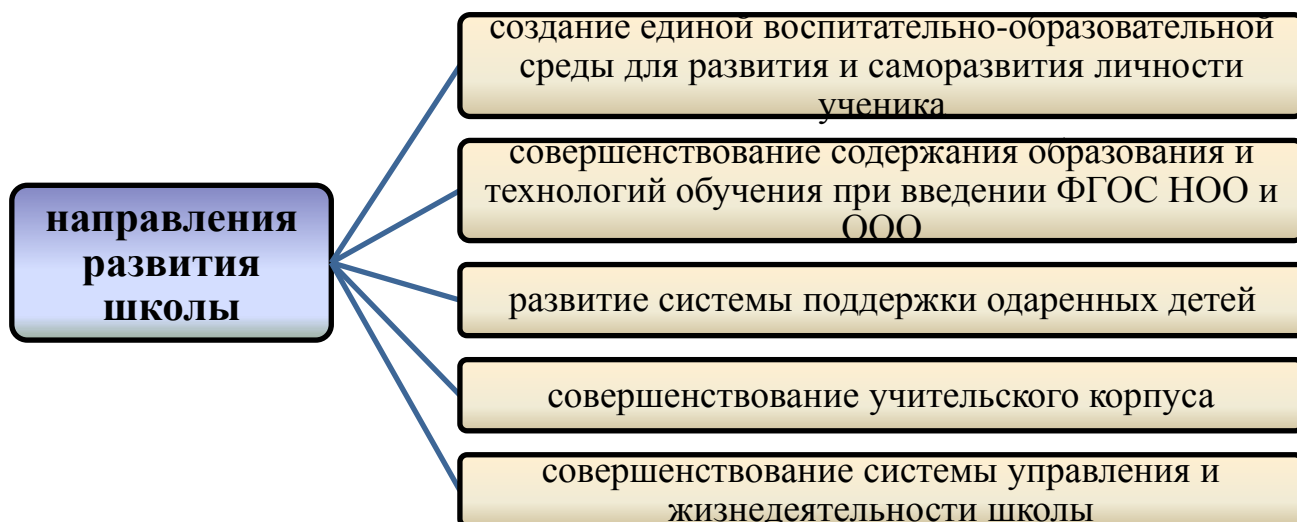 направления
развития
школы
создание единой воспитательно-образовательной
среды для развития и саморазвития личности
ученика
совершенствование содержания образования и
технологий обучения при введении ФГОС НОО и
ООО
развитие системы поддержки одаренных детей
совершенствование учительского корпуса
совершенствование системы управления и
жизнедеятельности школы